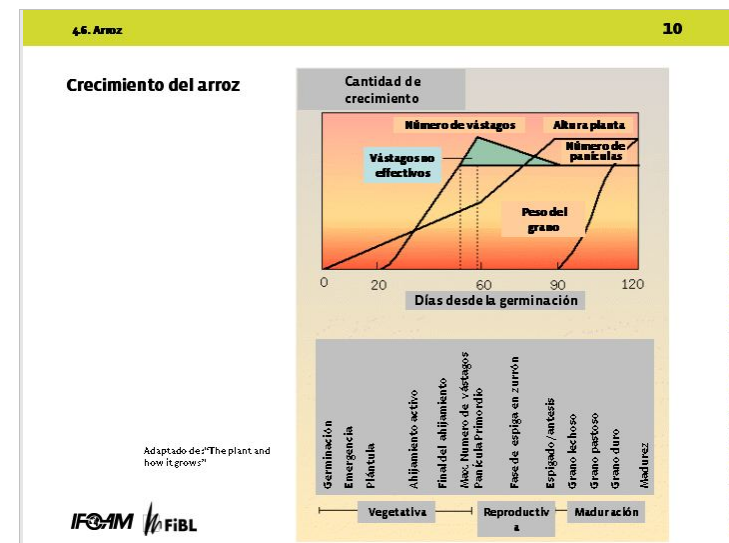 4.6. Arroz
10
Crecimiento del arroz
Cantidad de
crecimiento
Número de vástagos
Altura planta
Número de
panículas
Vástagos no
effectivos
Peso del
grano
0
20
60
90
120
Días desde la germinación
Germinación
Emergencia
Plántula
Ahijamiento activo
Final del ahijamiento
Max. Numero de vástagos
Panícula Primordio
Fase de espiga en zurrón
Espigado/antesis
Grano lechoso
Grano pastoso
Grano duro
Madurez
Vegetativa
Reproductiv
a
Maduración
Adaptado de:"The plant and
how it grows"
IFOAM
FiBL